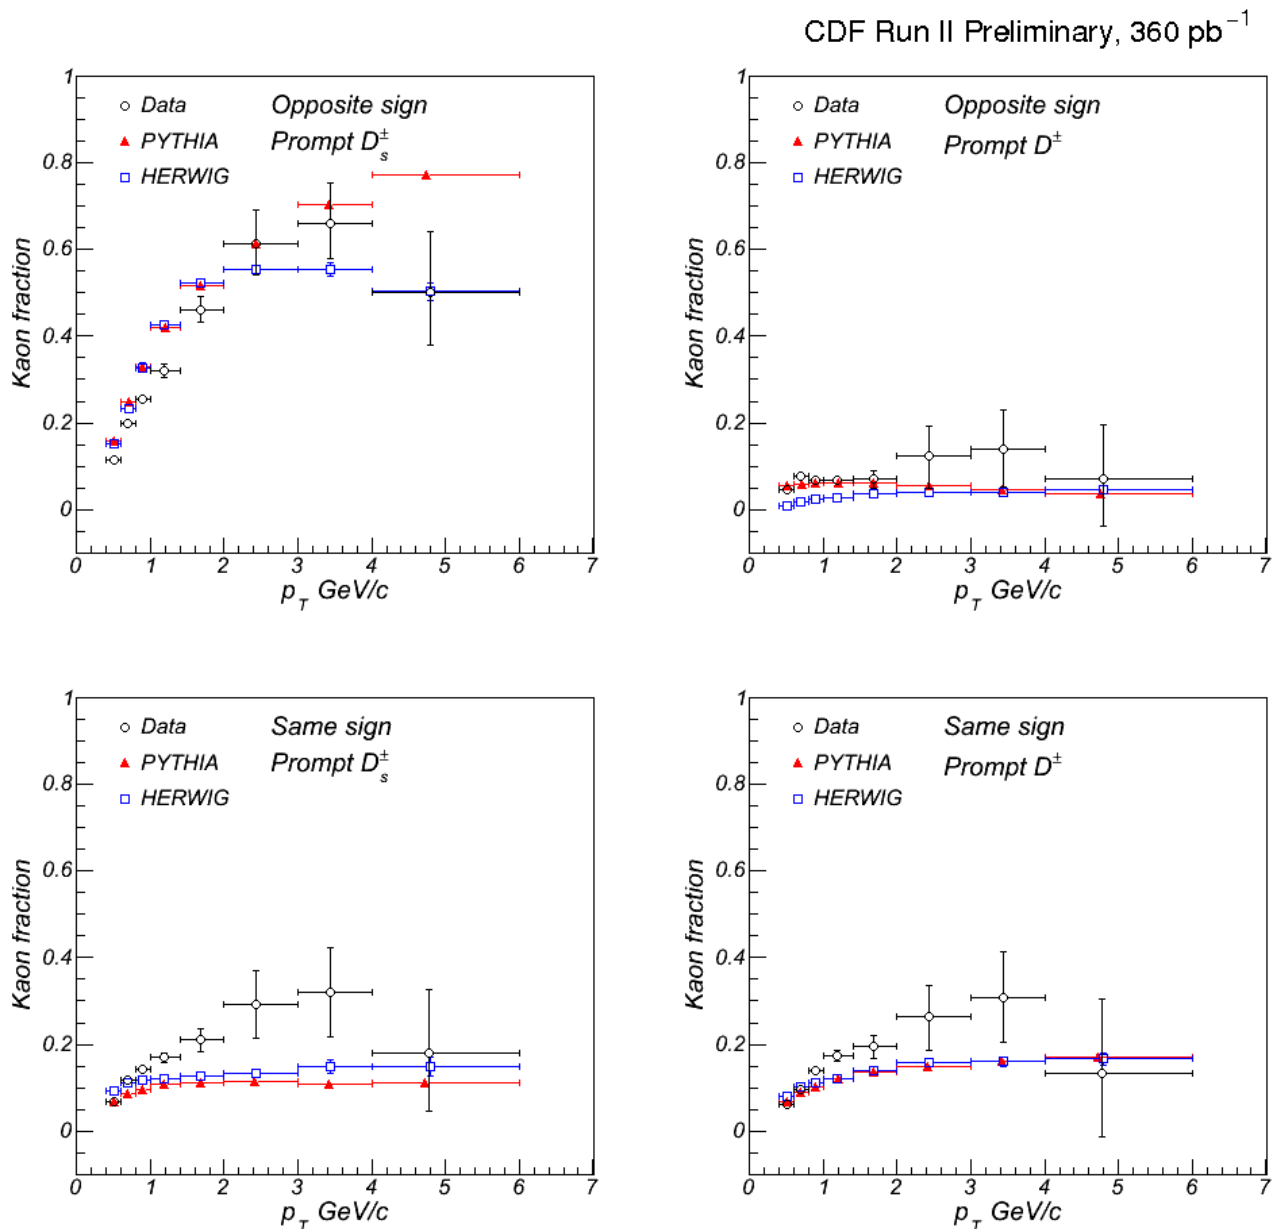 CDF Run II Preliminary, 360 pb⁻¹
1
0.8
0.6
0.4
0.2
0
Kaon fraction
Data
PYTHIA
HERWIG
Opposite sign
Prompt D_s^±
0 1 2 3 4 5 6 7
p_T GeV/c
1
0.8
0.6
0.4
0.2
0
Kaon fraction
Data
PYTHIA
HERWIG
Opposite sign
Prompt D^±
0 1 2 3 4 5 6 7
p_T GeV/c
1
0.8
0.6
0.4
0.2
0
Kaon fraction
Data
PYTHIA
HERWIG
Same sign
Prompt D_s^±
0 1 2 3 4 5 6 7
p_T GeV/c
1
0.8
0.6
0.4
0.2
0
Kaon fraction
Data
PYTHIA
HERWIG
Same sign
Prompt D^±
0 1 2 3 4 5 6 7
p_T GeV/c